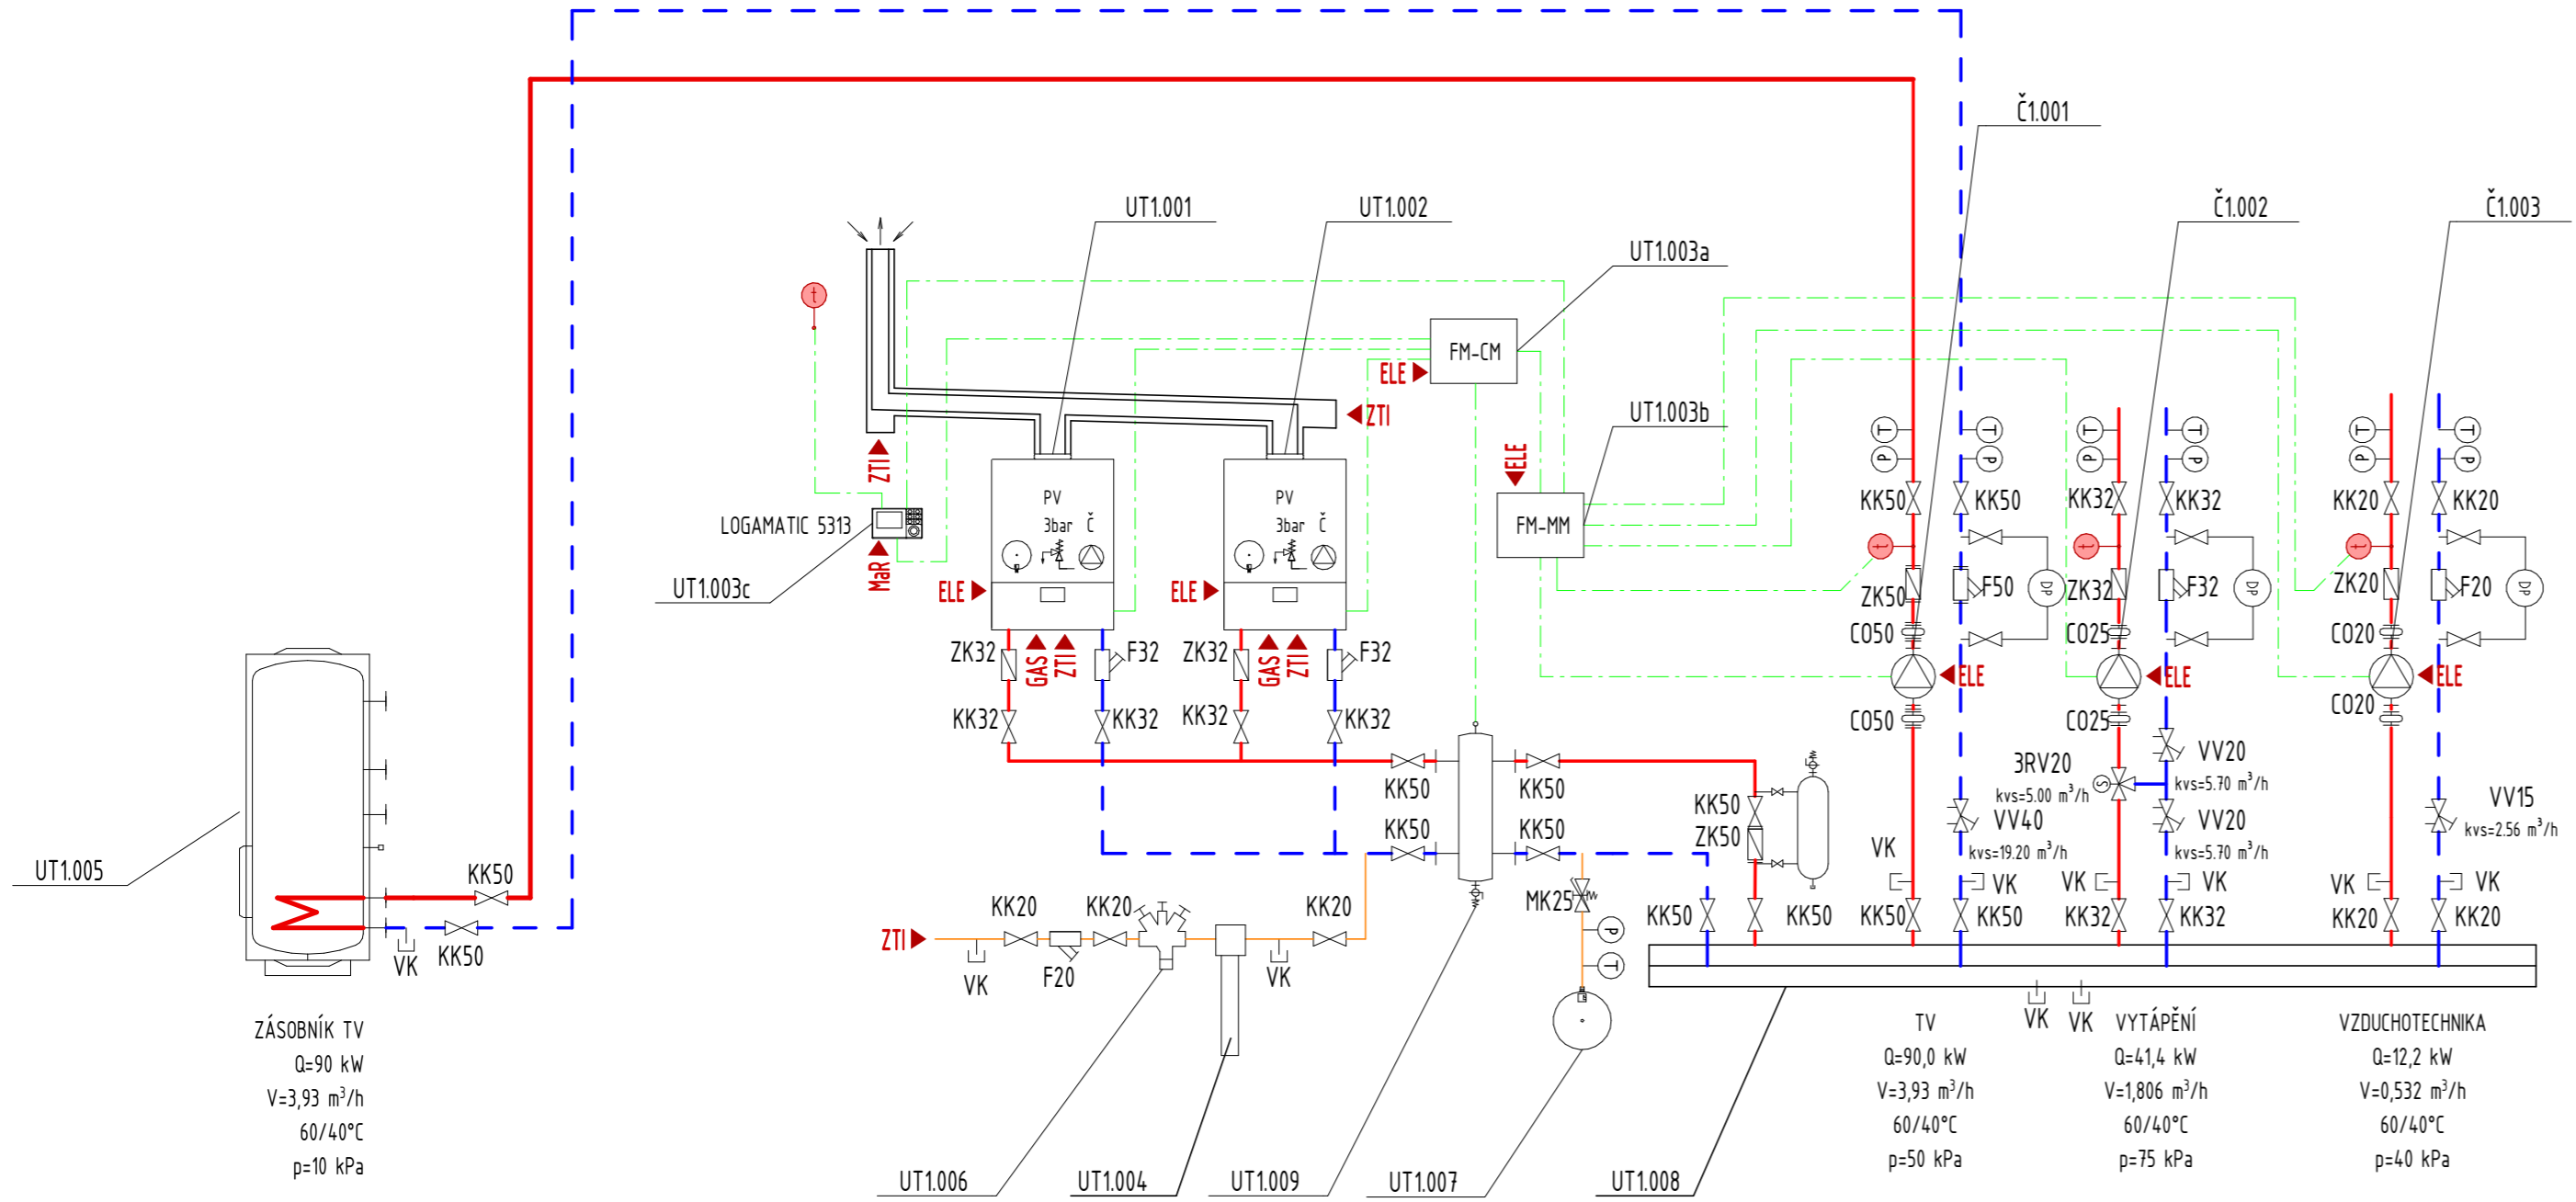 Č1.001
UT1.001
UT1.002
Č1.002
Č1.003
UT1.003a
FM-CM
ELE
ZTI
UT1.003b
ELE
ZTI
T
T
T
T
T
T
P
P
P
P
P
P
t
LOGAMATIC 5313
PV
3bar Č
PV
3bar Č
FM-MM
KK50
KK50
KK32
KK32
KK20
KK20
t
t
t
MaR
UT1.003c
ELE
ELE
ZK50
F50
DP
ZK32
F32
DP
ZK20
F20
DP
CO50
CO25
CO20
ZK32
GAS
ZTI
F32
ZK32
GAS
ZTI
F32
ELE
ELE
ELE
KK32
KK32
KK32
KK32
CO50
CO25
CO20
VV20
kvs=5.70 m³/h
3RV20
kvs=5.00 m³/h
S
KK50
KK50
KK50
KK50
KK50
ZK50
VV40
kvs=19.20 m³/h
VV20
kvs=5.70 m³/h
VV15
kvs=2.56 m³/h
UT1.005
KK50
VK
KK50
VK
VK
VK
VK
VK
VK
MK25
KK20
KK20
KK20
KK50
KK50
KK50
KK50
KK32
KK32
KK20
KK20
ZTI
VK
F20
VK
P
T
VK
VK
ZÁSOBNÍK TV
Q=90 kW
V=3,93 m³/h
60/40°C
p=10 kPa
TV
Q=90,0 kW
V=3,93 m³/h
60/40°C
p=50 kPa
VYTÁPĚNÍ
Q=41,4 kW
V=1,806 m³/h
60/40°C
p=75 kPa
VZDUCHOTECHNIKA
Q=12,2 kW
V=0,532 m³/h
60/40°C
p=40 kPa
UT1.006
UT1.004
UT1.009
UT1.007
UT1.008